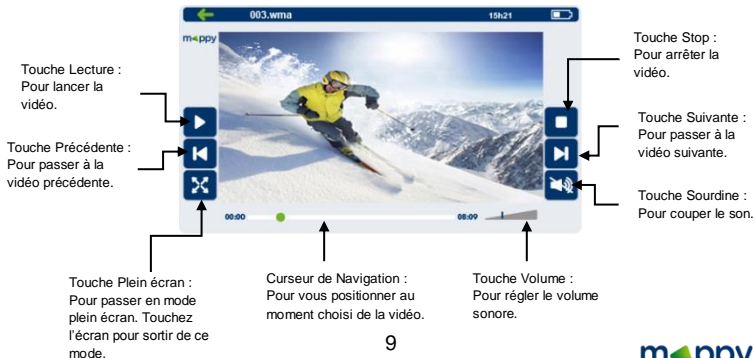 003.wma 15h21
mappy
Touche Lecture :
Pour lancer la
vidéo.
Touche Précédente :
Pour passer à la
vidéo précédente.
Touche Stop :
Pour arrêter la
vidéo.
Touche Suivante :
Pour passer à la
vidéo suivante.
Touche Sourdine :
Pour couper le son.
00:00 08:09
Touche Plein écran :
Pour passer en mode
plein écran. Touchez
l'écran pour sortir de ce
mode.
Curseur de Navigation :
Pour vous positionner au
moment choisi de la vidéo.
Touche Volume :
Pour régler le volume
sonore.
9
mappy